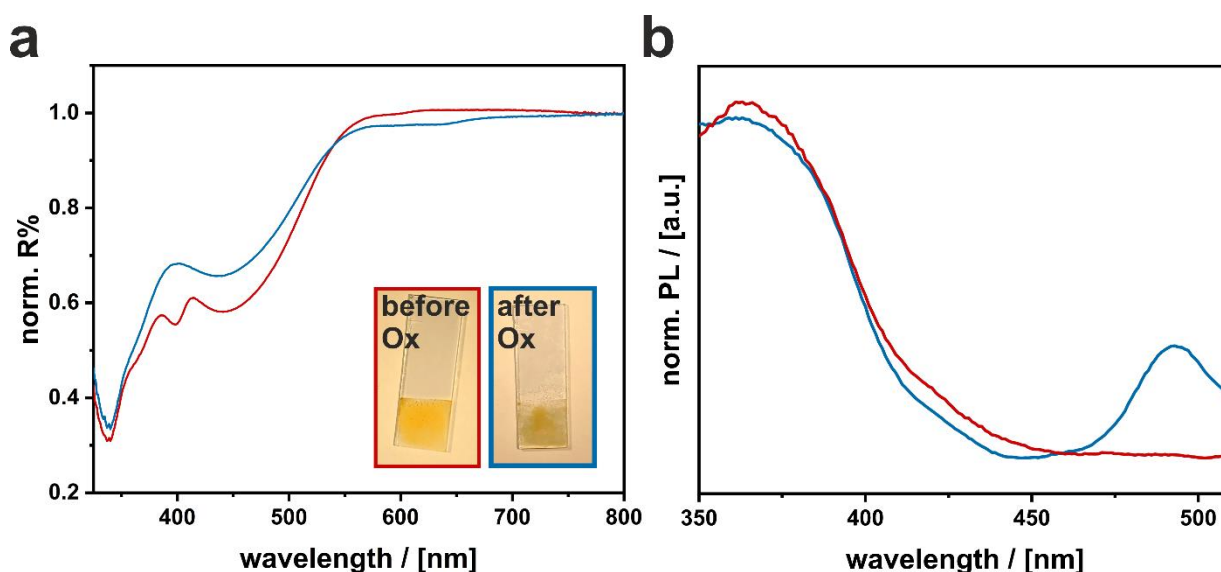 a
norm. R%
1.0
0.8
0.6
0.4
0.2
400
500
600
700
800
wavelength / [nm]
before
Ox
after
Ox
b
norm. PL / [a.u.]
350
400
450
500
wavelength / [nm]